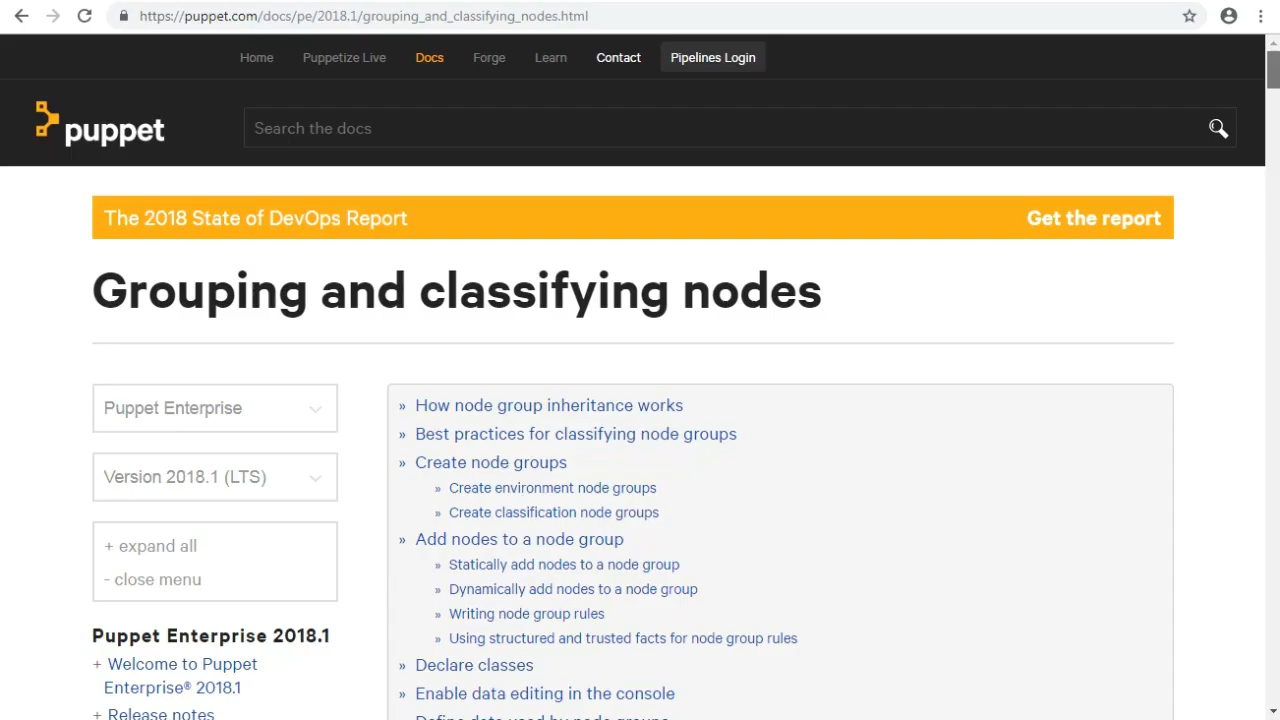 https://puppet.com/docs/pe/2018.1/grouping_and_classifying_nodes.html
Home Puppetize Live Docs Forge Learn Contact Pipelines Login
puppet
Search the docs
The 2018 State of DevOps Report Get the report
Grouping and classifying nodes
Puppet Enterprise
Version 2018.1 (LTS)
+ expand all
- close menu
Puppet Enterprise 2018.1
+ Welcome to Puppet
Enterprise® 2018.1
+ Release notes
» How node group inheritance works
» Best practices for classifying node groups
» Create node groups
» Create environment node groups
» Create classification node groups
» Add nodes to a node group
» Statically add nodes to a node group
» Dynamically add nodes to a node group
» Writing node group rules
» Using structured and trusted facts for node group rules
» Declare classes
» Enable data editing in the console
» Define data used by node groups